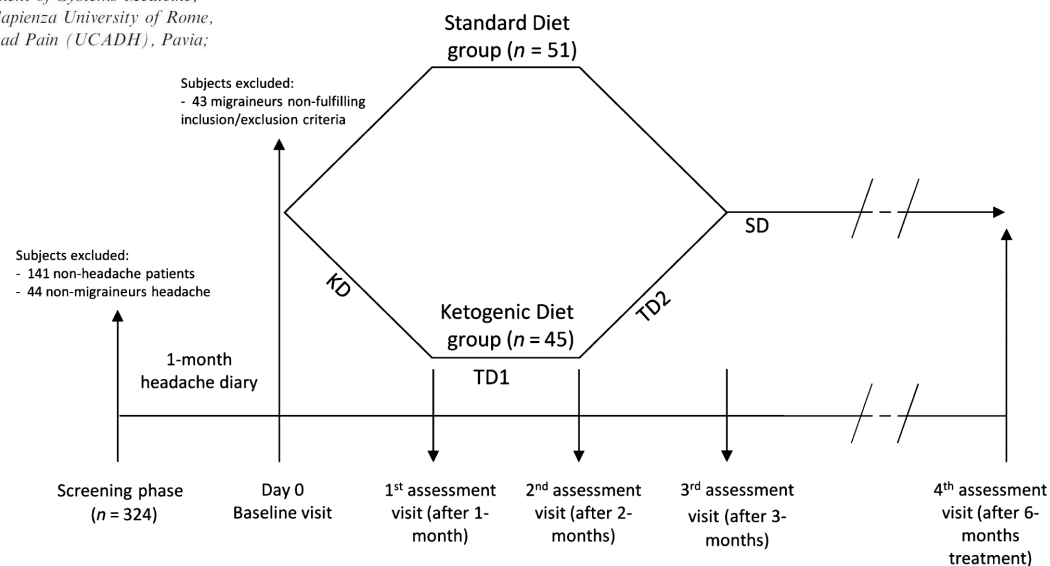 ment of Systems Medicine,
Sapienza University of Rome,
ad Pain (UCADH), Pavia;
Standard Diet
group (n = 51)
Subjects excluded:
- 43 migraineurs non-fulfilling
inclusion/exclusion criteria
SD
Subjects excluded:
- 141 non-headache patients
- 44 non-migraineurs headache
KD
TD2
Ketogenic Diet
group (n = 45)
TD1
1-month
headache diary
Screening phase
(n = 324)
Day 0
Baseline visit
1st assessment
visit (after 1-
month)
2nd assessment
visit (after 2-
months)
3rd assessment
visit (after 3-
months)
4th assessment
visit (after 6-
months
treatment)